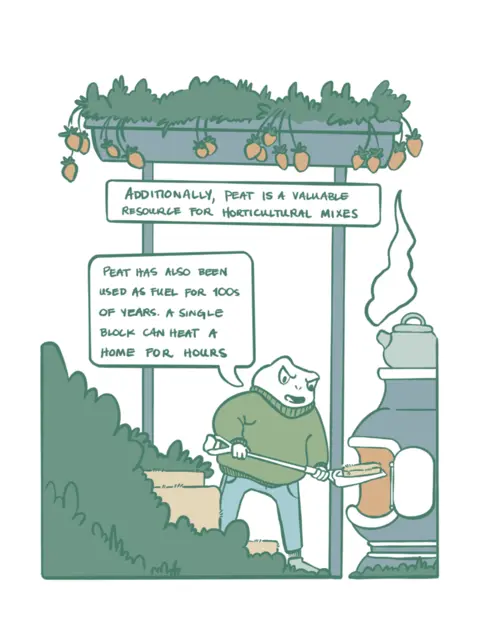 ADDITIONALLY, PEAT IS A VALUABLE
RESOURCE FOR HORTICULTURAL MIXES
PEAT HAS ALSO BEEN
USED AS FUEL FOR 100S
OF YEARS. A SINGLE
BLOCK CAN HEAT A
HOME FOR HOURS